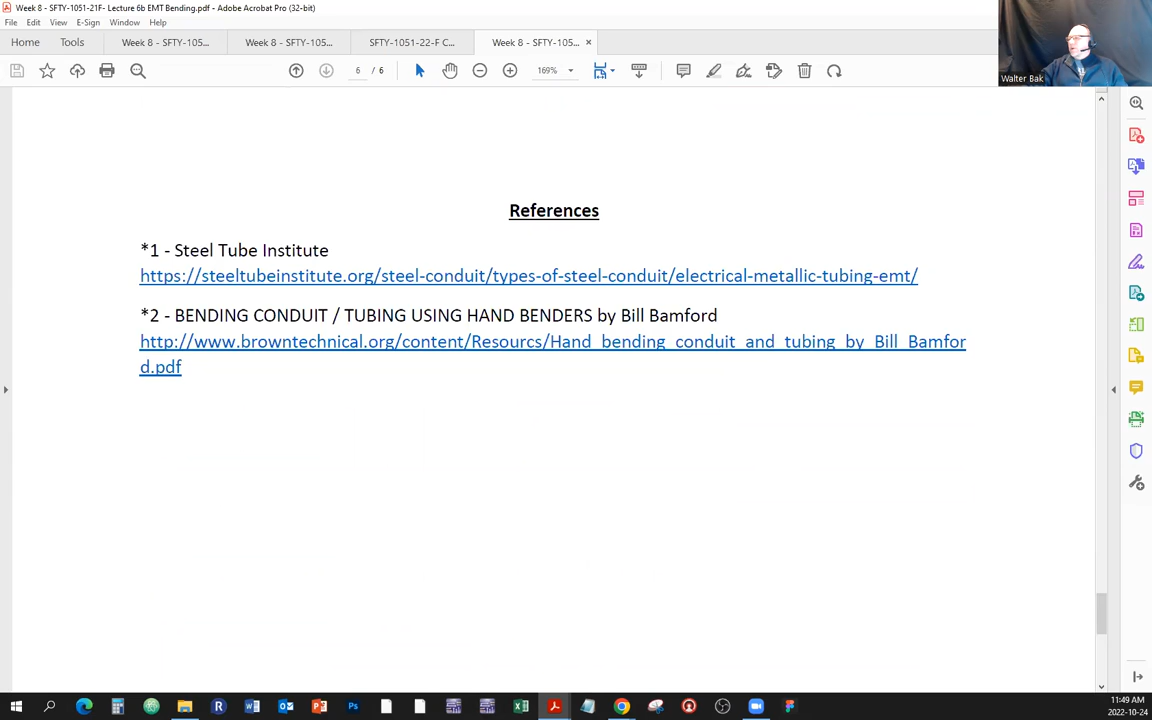 Week 8 - SFTY-1051-21F- Lecture 6b EMT Bending.pdf - Adobe Acrobat Pro (32-bit)
File Edit View E-Sign Window Help
Home Tools Week 8 - SFTY-105... Week 8 - SFTY-105... SFTY-1051-22-F C... Week 8 - SFTY-105... ×
6 / 6 169%
Walter Bak
References
*1 - Steel Tube Institute
https://steeltubeinstitute.org/steel-conduit/types-of-steel-conduit/electrical-metallic-tubing-emt/
*2 - BENDING CONDUIT / TUBING USING HAND BENDERS by Bill Bamford
http://www.browntechnical.org/content/Resourcs/Hand_bending_conduit_and_tubing_by_Bill_Bamfor
d.pdf
11:49 AM
2022-10-24